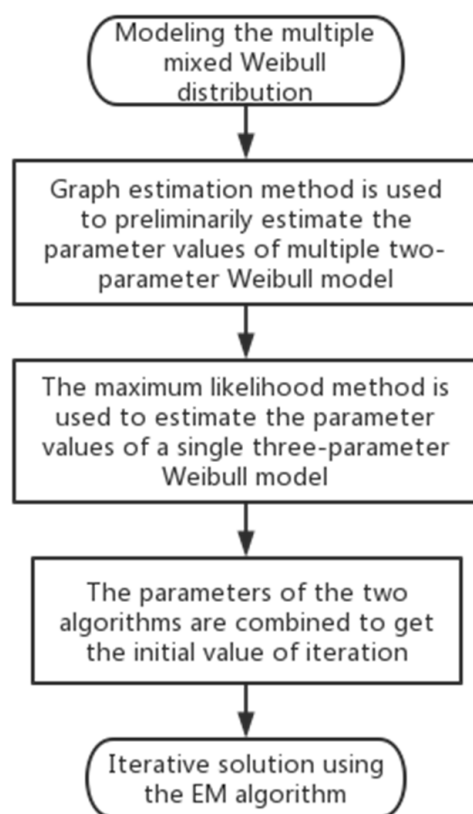 Modeling the multiple
mixed Weibull
distribution
Graph estimation method is used
to preliminarily estimate the
parameter values of multiple two-
parameter Weibull model
The maximum likelihood method is
used to estimate the parameter
values of a single three-parameter
Weibull model
The parameters of the two
algorithms are combined to get
the initial value of iteration
Iterative solution using
the EM algorithm